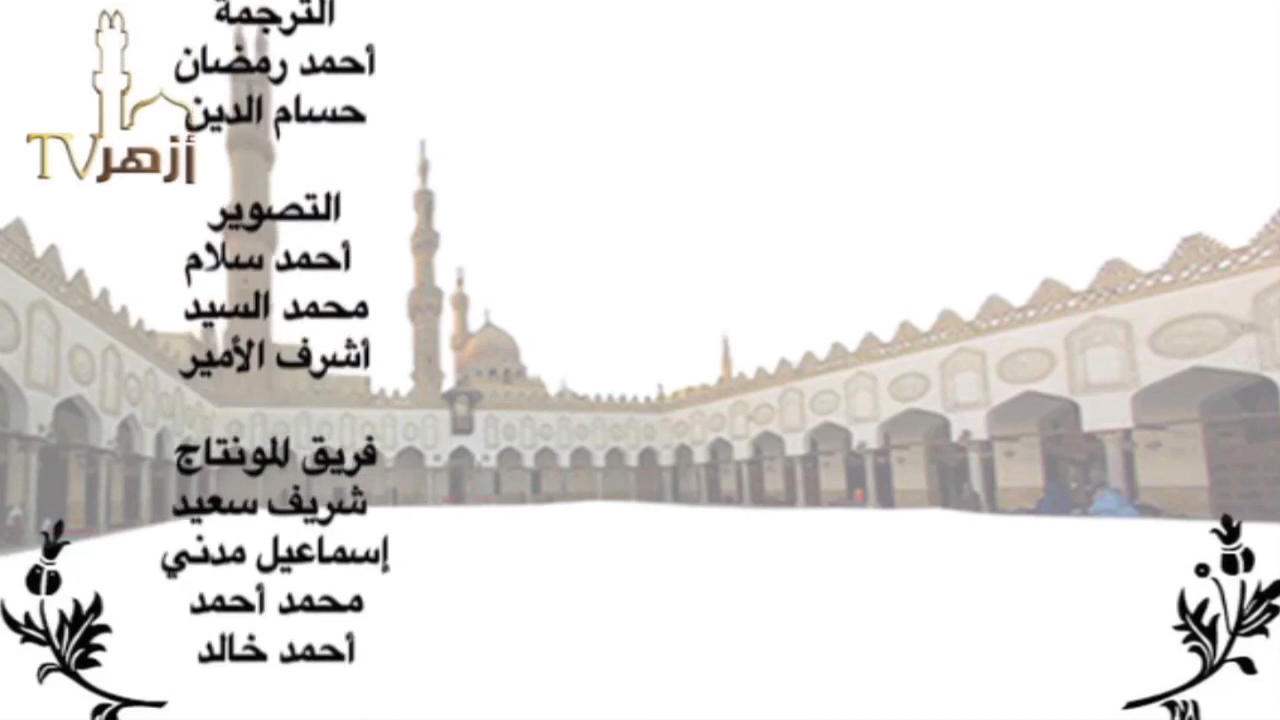 الترجمة
أحمد رمضان
حسام الدين
أزهر TV
التصوير
أحمد سلام
محمد السيد
أشرف الأمير
فريق المونتاج
شريف سعيد
إسماعيل مدني
محمد أحمد
أحمد خالد